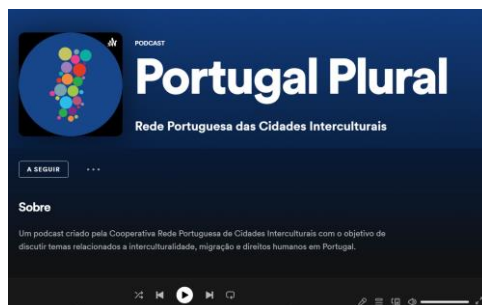 PODCAST
Portugal Plural
Rede Portuguesa das Cidades Interculturais
A SEGUIR
Sobre
Um podcast criado pela Cooperativa Rede Portuguesa de Cidades Interculturais com o objetivo de
discutir temas relacionados a interculturalidade, migração e direitos humanos em Portugal.